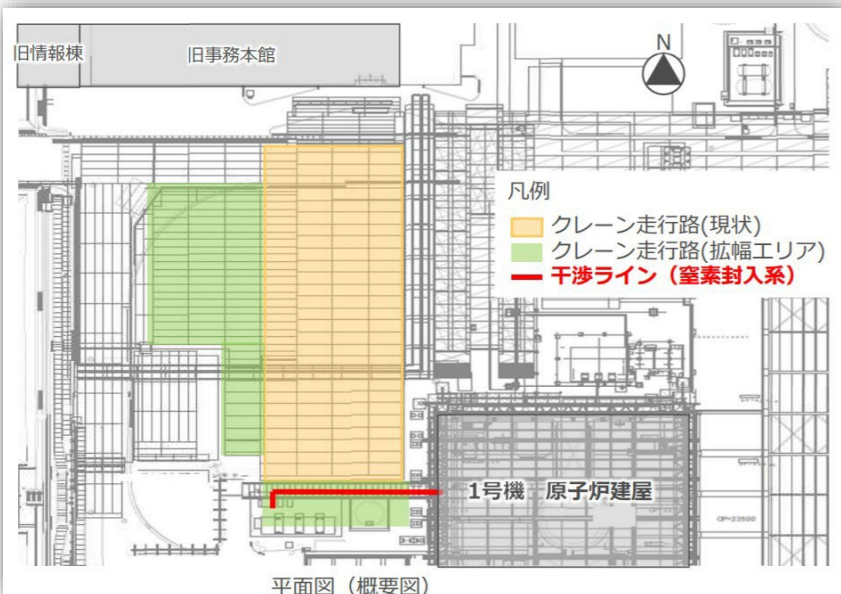 旧情報棟
旧事務本館
N
凡例
クレーン走行路(現状)
クレーン走行路(拡幅エリア)
干渉ライン（窒素封入系）
1号機　原子炉建屋
OP=23500
平面図（概要図）